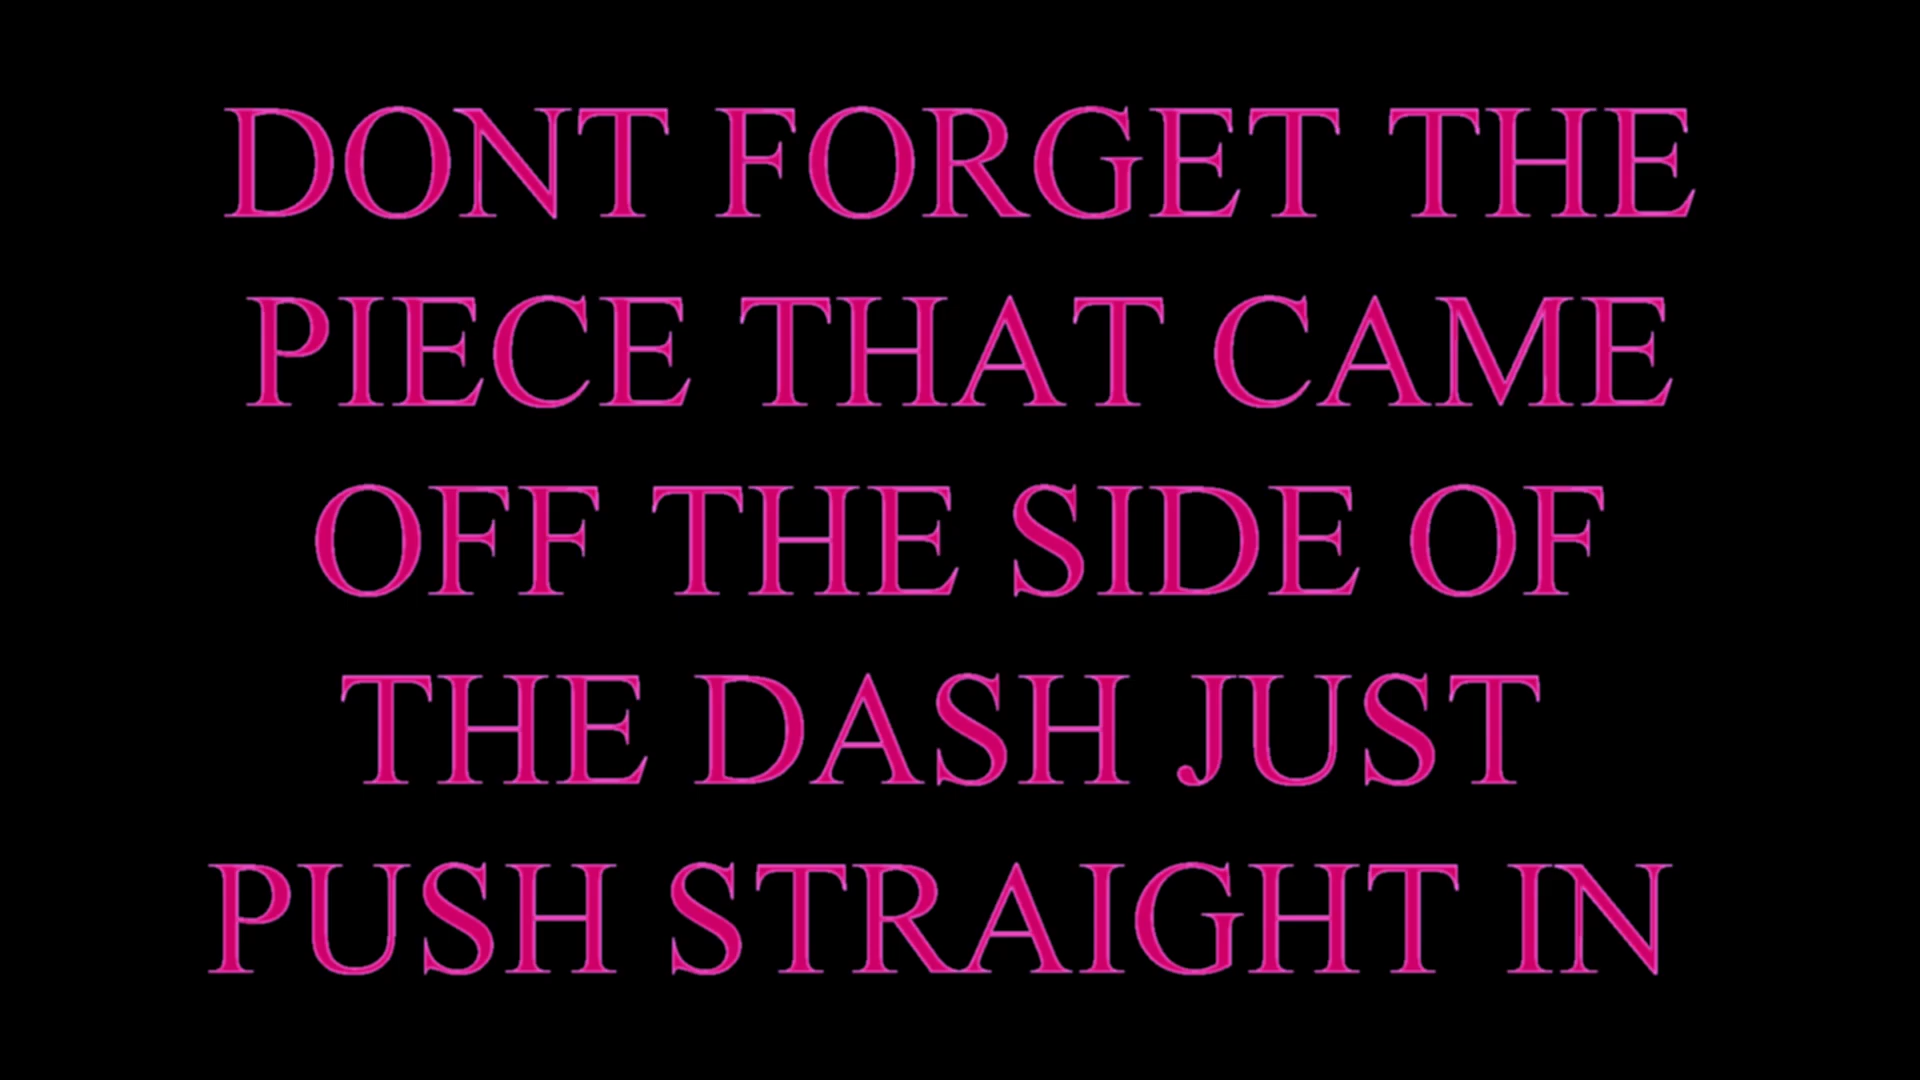 DONT FORGET THE
PIECE THAT CAME
OFF THE SIDE OF
THE DASH JUST
PUSH STRAIGHT IN